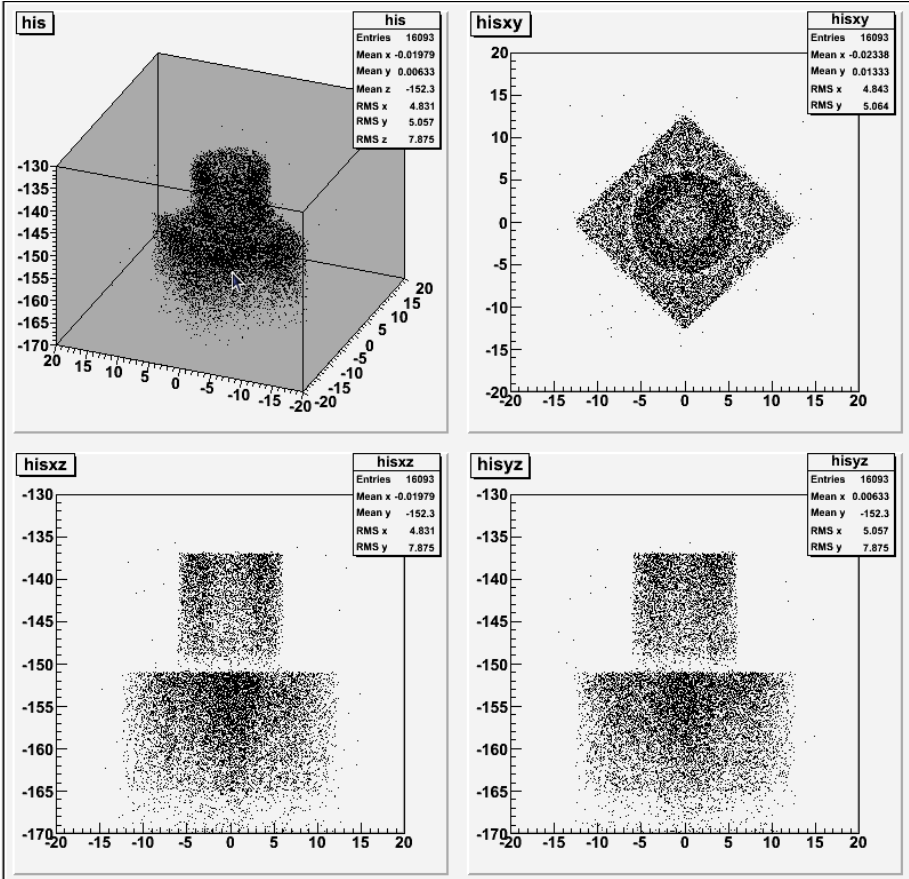 his
his
Entries 16093
Mean x -0.01979
Mean y 0.00633
Mean z -152.3
RMS x 4.831
RMS y 5.057
RMS z 7.875
-130
-135
-140
-145
-150
-155
-160
-165
-170
20 15 10 5 0 -5 -10 -15 -20
-20 -15 -10 -5 -0 5 10 15 20
hisxy
hisxy
Entries 16093
Mean x -0.02338
Mean y 0.01333
RMS x 4.843
RMS y 5.064
20
15
10
5
0
-5
-10
-15
-20
-20 -15 -10 -5 0 5 10 15 20
hisxz
hisxz
Entries 16093
Mean x -0.01979
Mean y -152.3
RMS x 4.831
RMS y 7.875
-130
-135
-140
-145
-150
-155
-160
-165
-170
-20 -15 -10 -5 0 5 10 15 20
hisyz
hisyz
Entries 16093
Mean x 0.00633
Mean y -152.3
RMS x 5.057
RMS y 7.875
-130
-135
-140
-145
-150
-155
-160
-165
-170
-20 -15 -10 -5 0 5 10 15 20